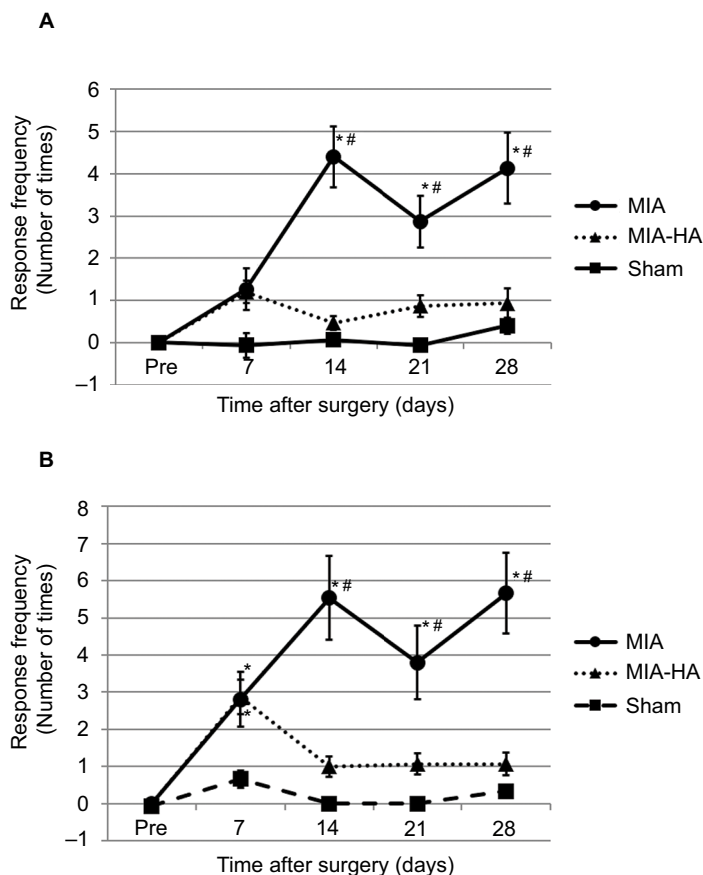 A
Response frequency
(Number of times)
6
5
4
3
2
1
0
–1
* #
* #
* #
Pre 7 14 21 28
Time after surgery (days)
MIA
MIA-HA
Sham
B
Response frequency
(Number of times)
8
7
6
5
4
3
2
1
0
–1
*
*
* #
* #
* #
Pre 7 14 21 28
Time after surgery (days)
MIA
MIA-HA
Sham